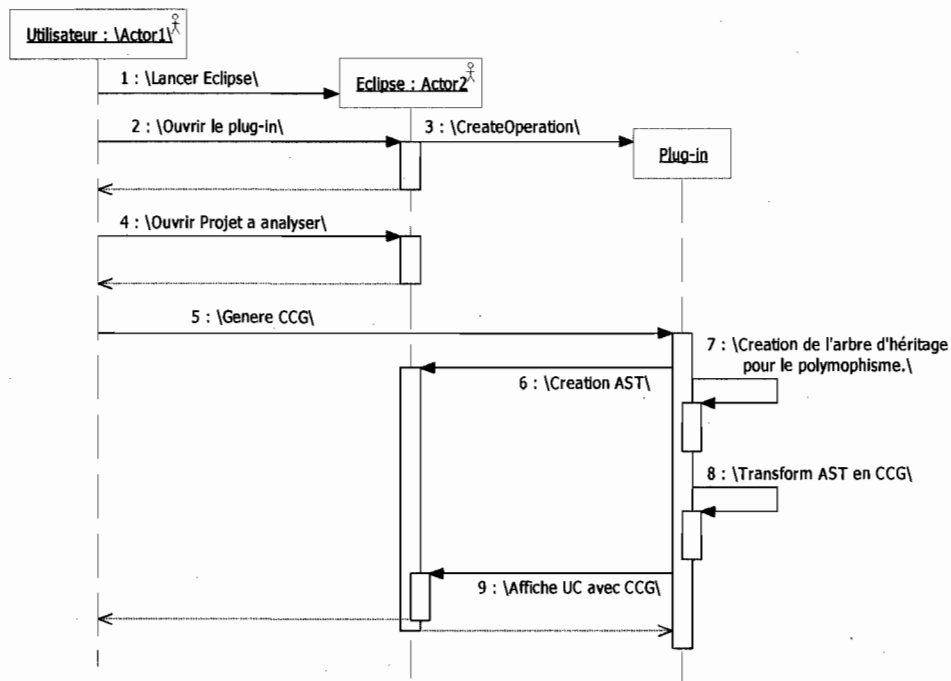 Utilisateur : \Actor1\
1 : \Lancer Eclipse\
Eclipse : Actor2
2 : \Ouvrir le plug-in\
3 : \CreateOperation\
Plug-in
4 : \Ouvrir Projet a analyser\
5 : \Genere CCG\
7 : \Creation de l'arbre d'héritage
pour le polymophisme.\
6 : \Creation AST\
8 : \Transform AST en CCG\
9 : \Affiche UC avec CCG\